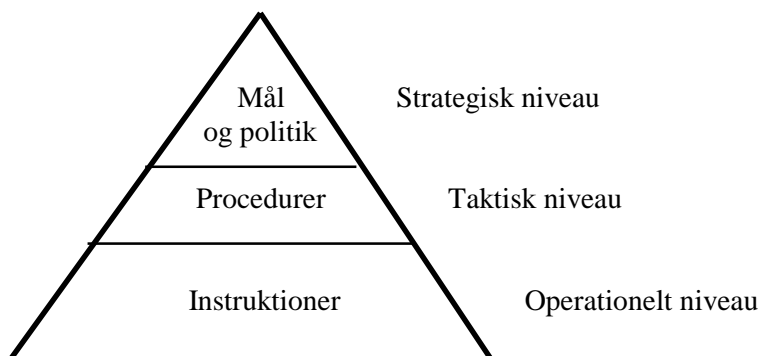 Mål
og politik
Strategisk niveau
Procedurer
Taktisk niveau
Instruktioner
Operationelt niveau